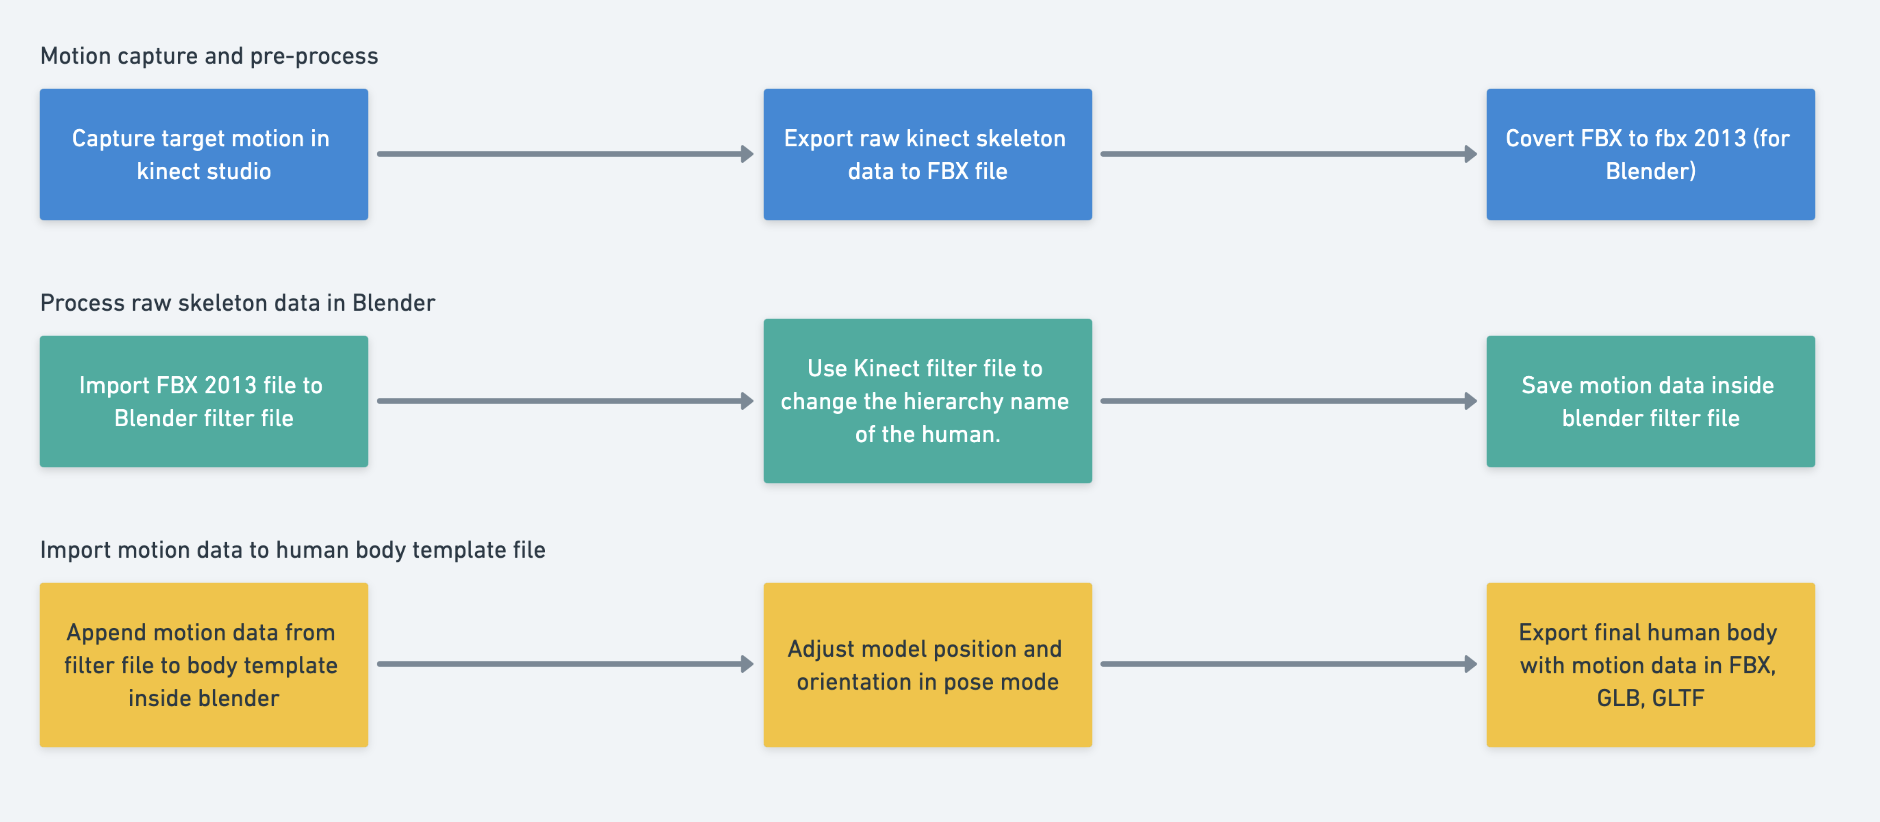 Motion capture and pre-process
Capture target motion in
kinect studio
Export raw kinect skeleton
data to FBX file
Covert FBX to fbx 2013 (for
Blender)
Process raw skeleton data in Blender
Import FBX 2013 file to
Blender filter file
Use Kinect filter file to
change the hierarchy name
of the human.
Save motion data inside
blender filter file
Import motion data to human body template file
Append motion data from
filter file to body template
inside blender
Adjust model position and
orientation in pose mode
Export final human body
with motion data in FBX,
GLB, GLTF